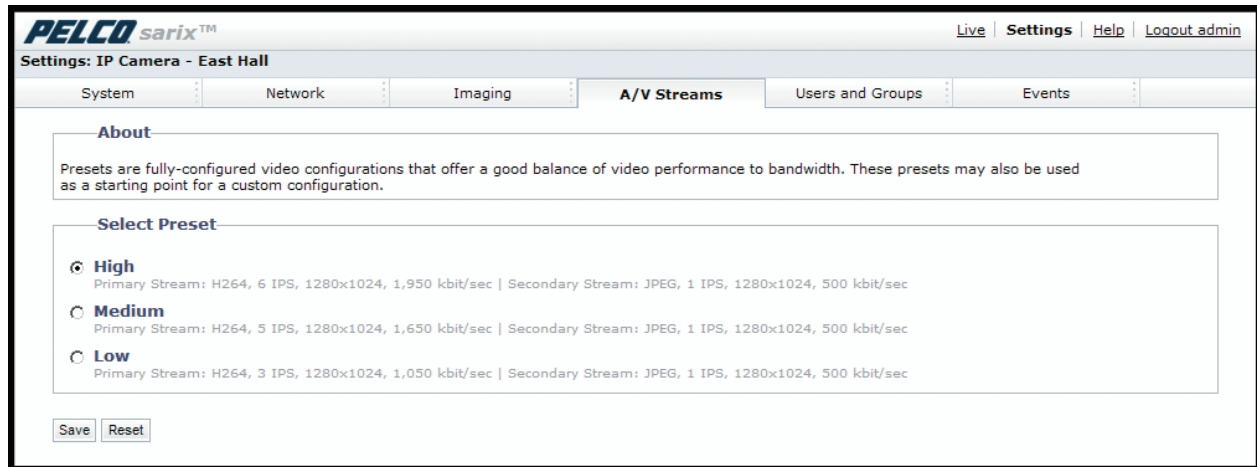 PELCO sarix™
Live | Settings | Help | Logout admin
Settings: IP Camera - East Hall
System Network Imaging A/V Streams Users and Groups Events
About
Presets are fully-configured video configurations that offer a good balance of video performance to bandwidth. These presets may also be used
as a starting point for a custom configuration.
Select Preset
High
Primary Stream: H264, 6 IPS, 1280x1024, 1,950 kbit/sec | Secondary Stream: JPEG, 1 IPS, 1280x1024, 500 kbit/sec
Medium
Primary Stream: H264, 5 IPS, 1280x1024, 1,650 kbit/sec | Secondary Stream: JPEG, 1 IPS, 1280x1024, 500 kbit/sec
Low
Primary Stream: H264, 3 IPS, 1280x1024, 1,050 kbit/sec | Secondary Stream: JPEG, 1 IPS, 1280x1024, 500 kbit/sec
Save Reset